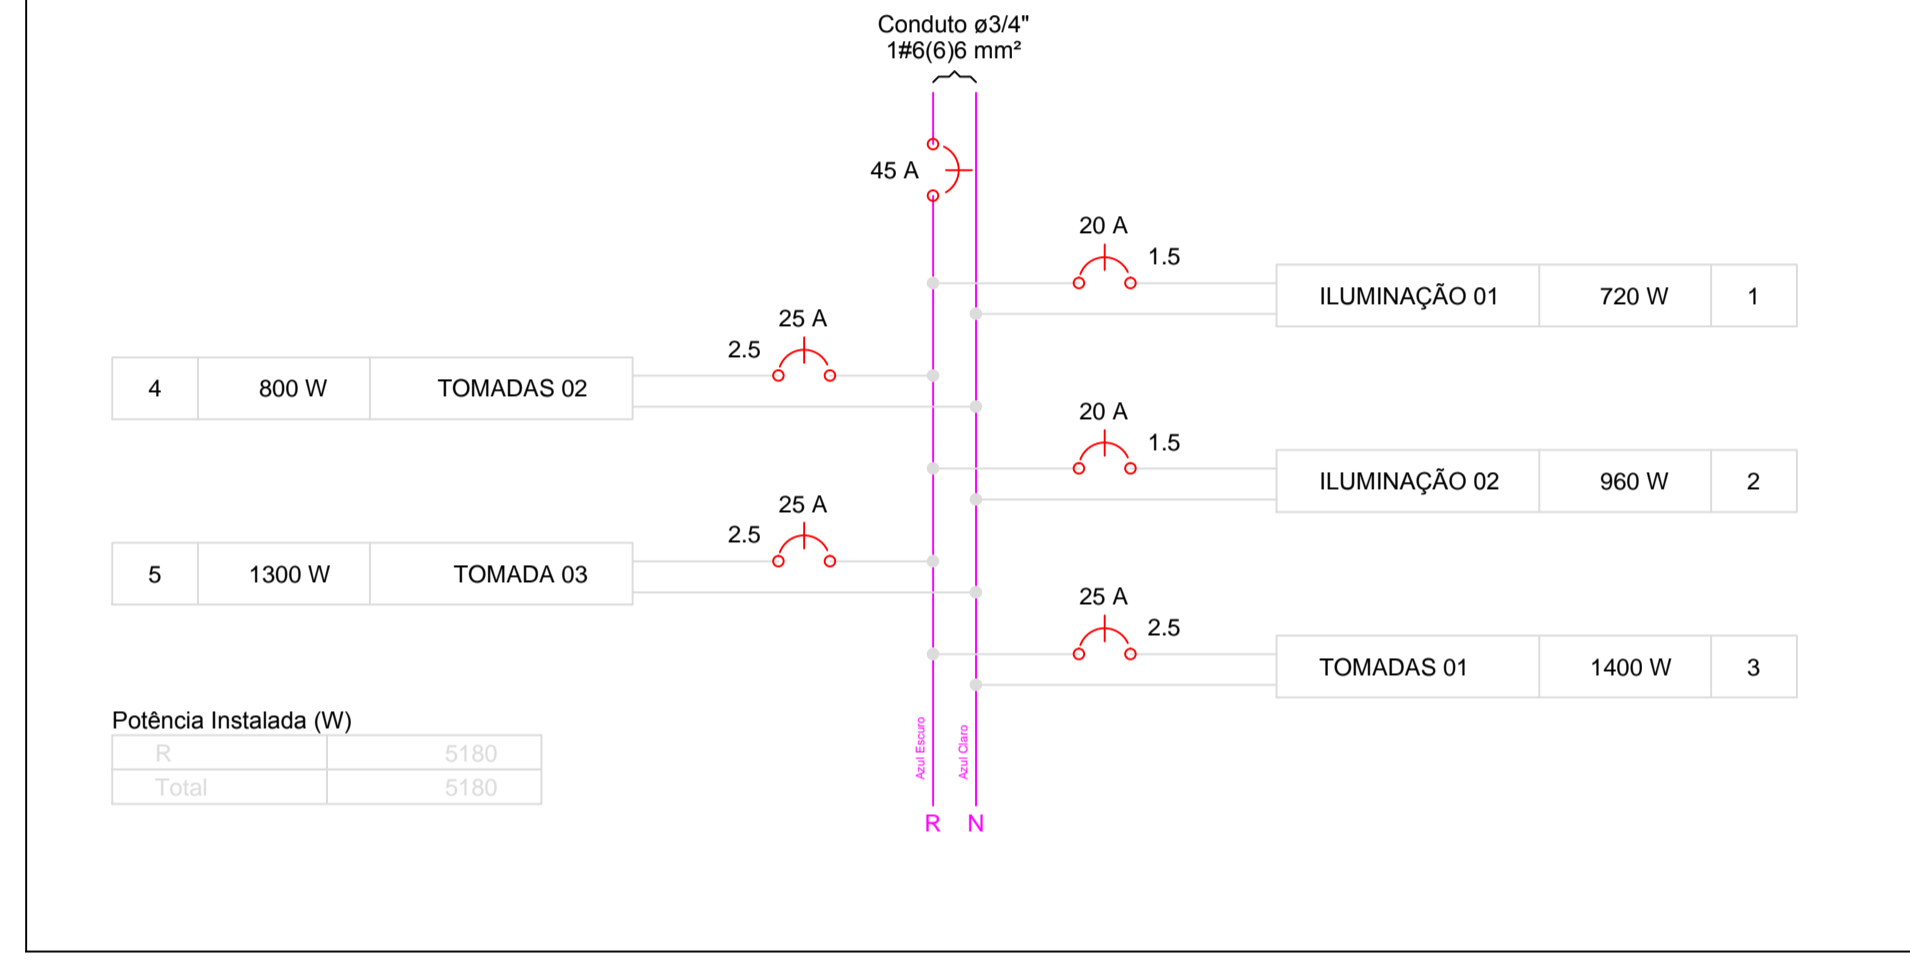 Conduto ø3/4"
1#6(6)6 mm²
45 A
20 A
1.5
ILUMINAÇÃO 01 720 W 1
25 A
2.5
4 800 W TOMADAS 02
20 A
1.5
ILUMINAÇÃO 02 960 W 2
25 A
2.5
5 1300 W TOMADA 03
25 A
2.5
TOMADAS 01 1400 W 3
Potência Instalada (W)
R 5180
Total 5180
Azul Escuro
Azul Claro
R N